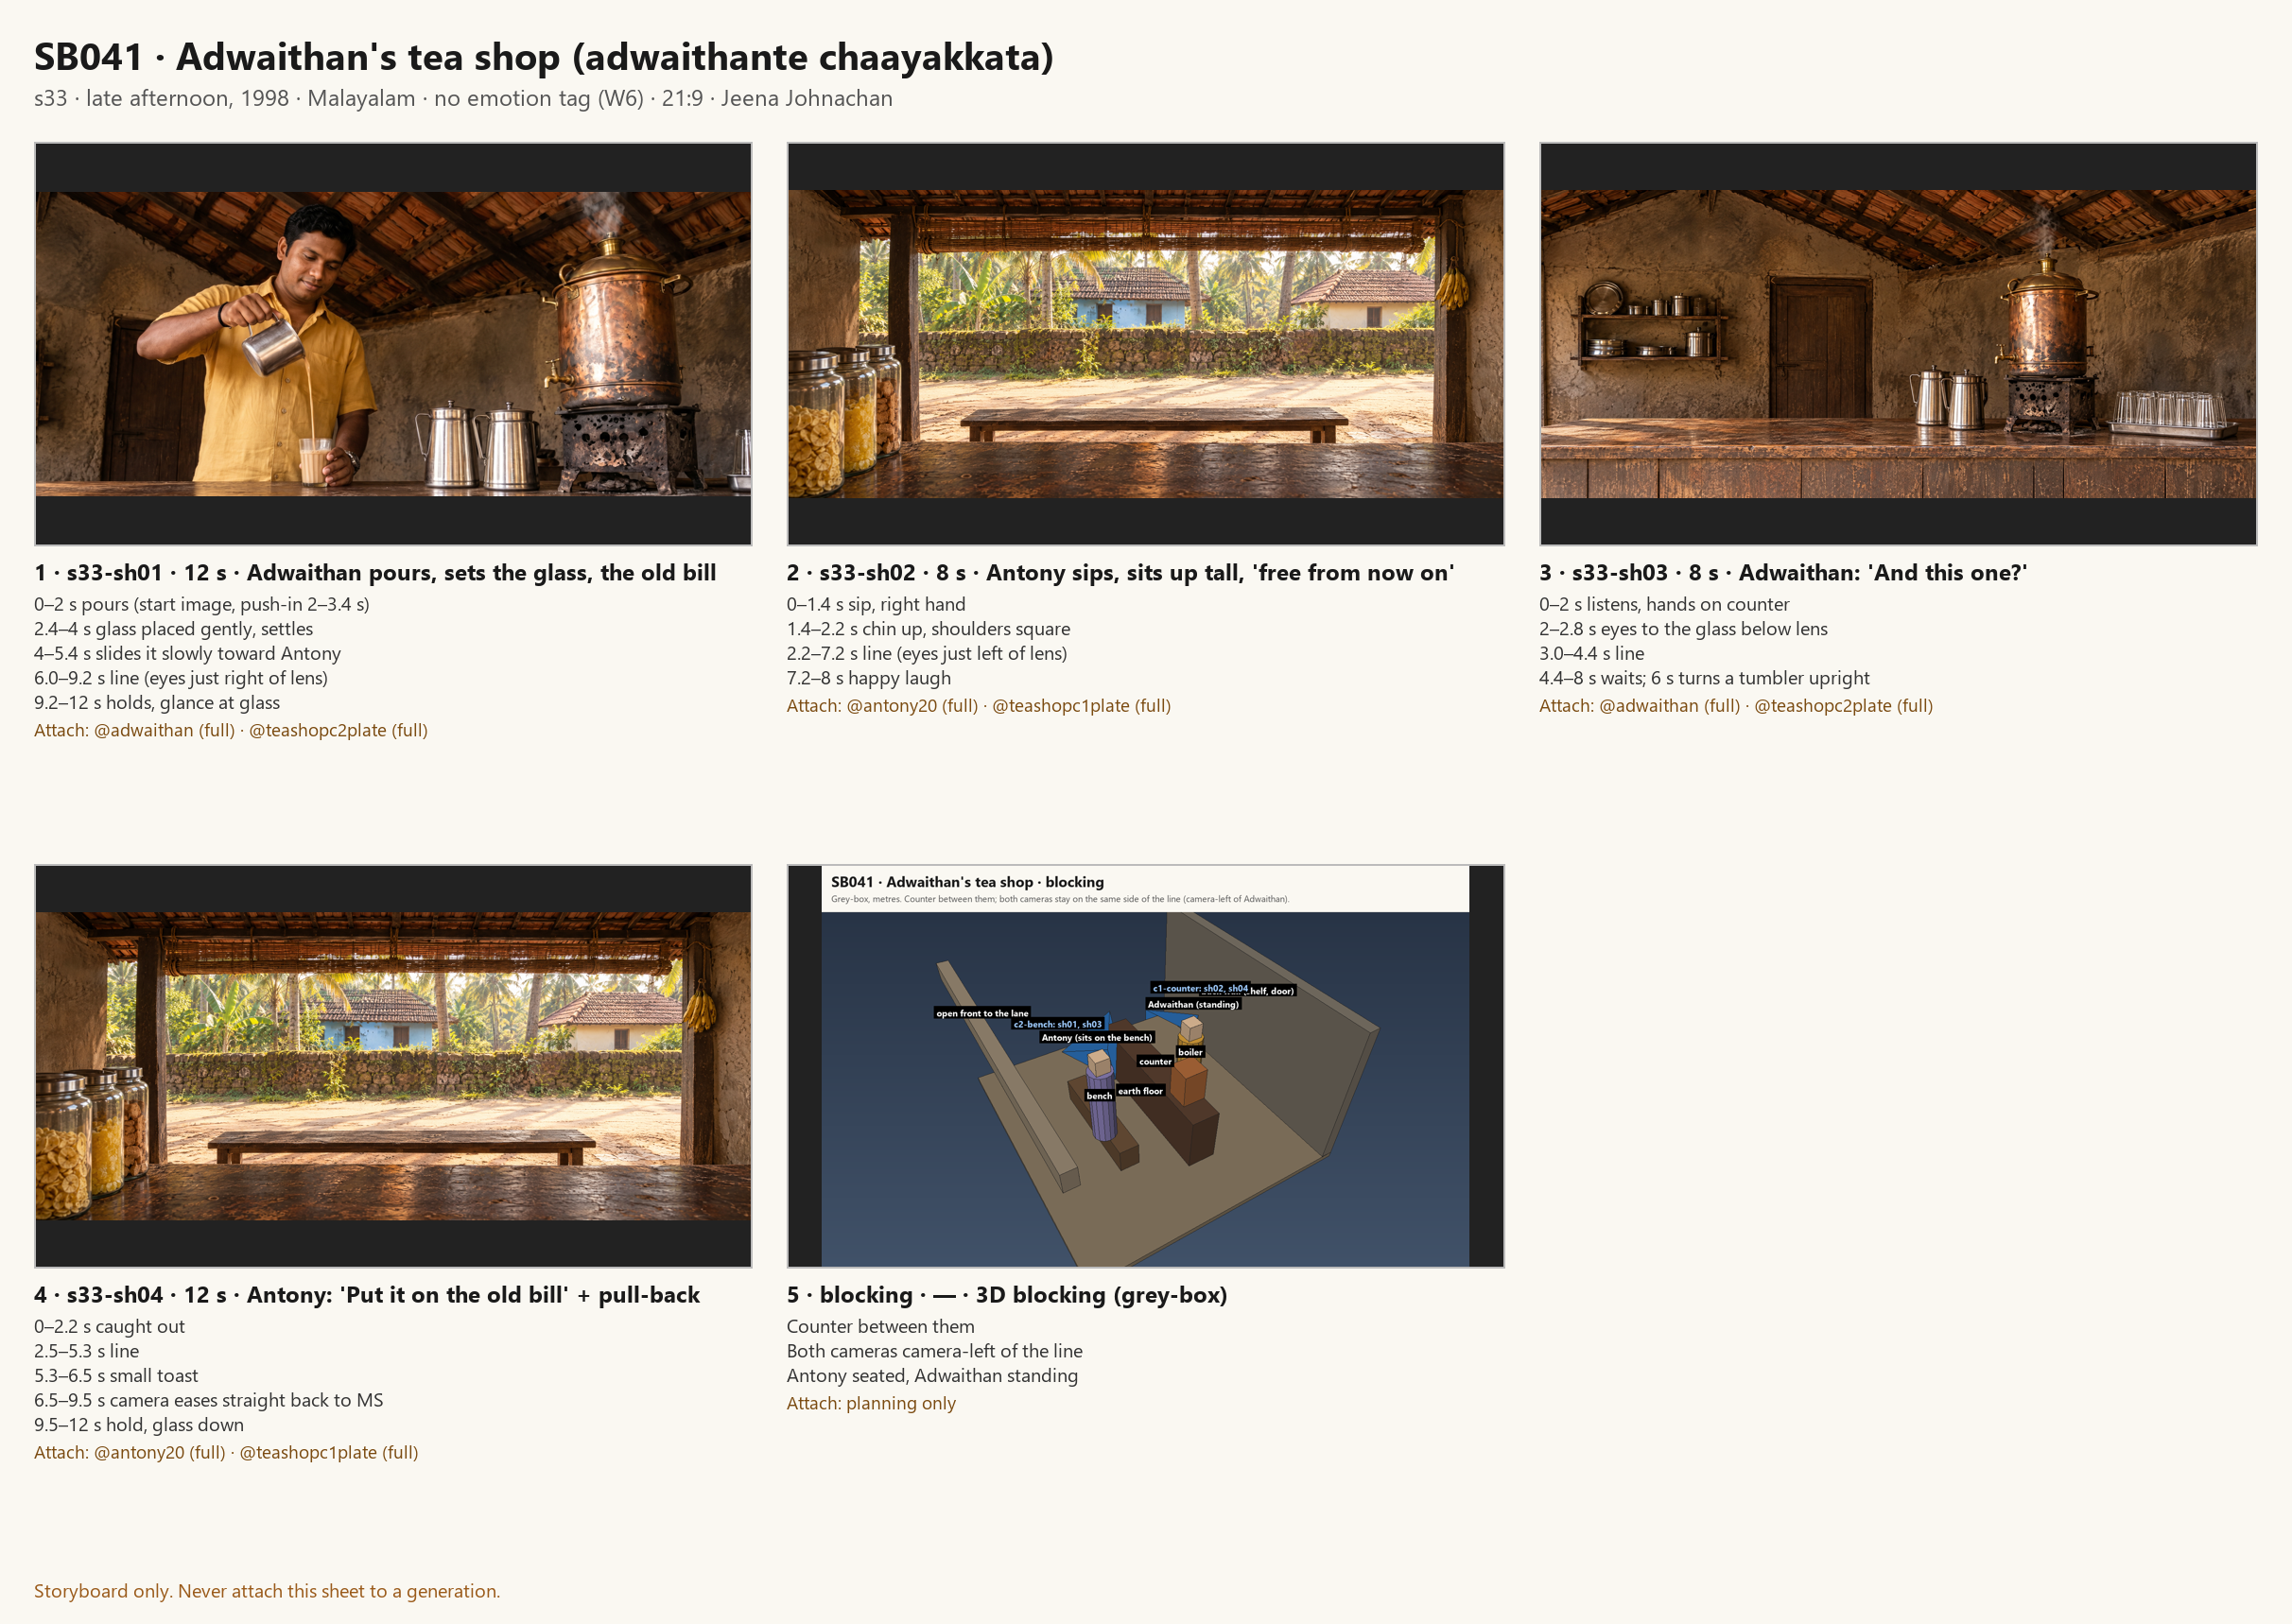 SB041 · Adwaithan's tea shop (adwaithante chaayakkata)
s33 · late afternoon, 1998 · Malayalam · no emotion tag (W6) · 21:9 · Jeena Johnachan
1 · s33-sh01 · 12 s · Adwaithan pours, sets the glass, the old bill
0–2 s pours (start image, push-in 2–3.4 s)
2.4–4 s glass placed gently, settles
4–5.4 s slides it slowly toward Antony
6.0–9.2 s line (eyes just right of lens)
9.2–12 s holds, glance at glass
Attach: @adwaithan (full) · @teashopc2plate (full)
2 · s33-sh02 · 8 s · Antony sips, sits up tall, 'free from now on'
0–1.4 s sip, right hand
1.4–2.2 s chin up, shoulders square
2.2–7.2 s line (eyes just left of lens)
7.2–8 s happy laugh
Attach: @antony20 (full) · @teashopc1plate (full)
3 · s33-sh03 · 8 s · Adwaithan: 'And this one?'
0–2 s listens, hands on counter
2–2.8 s eyes to the glass below lens
3.0–4.4 s line
4.4–8 s waits; 6 s turns a tumbler upright
Attach: @adwaithan (full) · @teashopc2plate (full)
4 · s33-sh04 · 12 s · Antony: 'Put it on the old bill' + pull-back
0–2.2 s caught out
2.5–5.3 s line
5.3–6.5 s small toast
6.5–9.5 s camera eases straight back to MS
9.5–12 s hold, glass down
Attach: @antony20 (full) · @teashopc1plate (full)
SB041 · Adwaithan's tea shop · blocking
Grey-box, metres. Counter between them; both cameras stay on the same side of the line (camera-left of Adwaithan).
c1-counter: sh02, sh04
door)
Adwaithan (standing)
open front to the lane
c2-bench: sh01, sh03
Antony (sits on the bench)
boiler
counter
earth floor
bench
5 · blocking · — · 3D blocking (grey-box)
Counter between them
Both cameras camera-left of the line
Antony seated, Adwaithan standing
Attach: planning only
Storyboard only. Never attach this sheet to a generation.